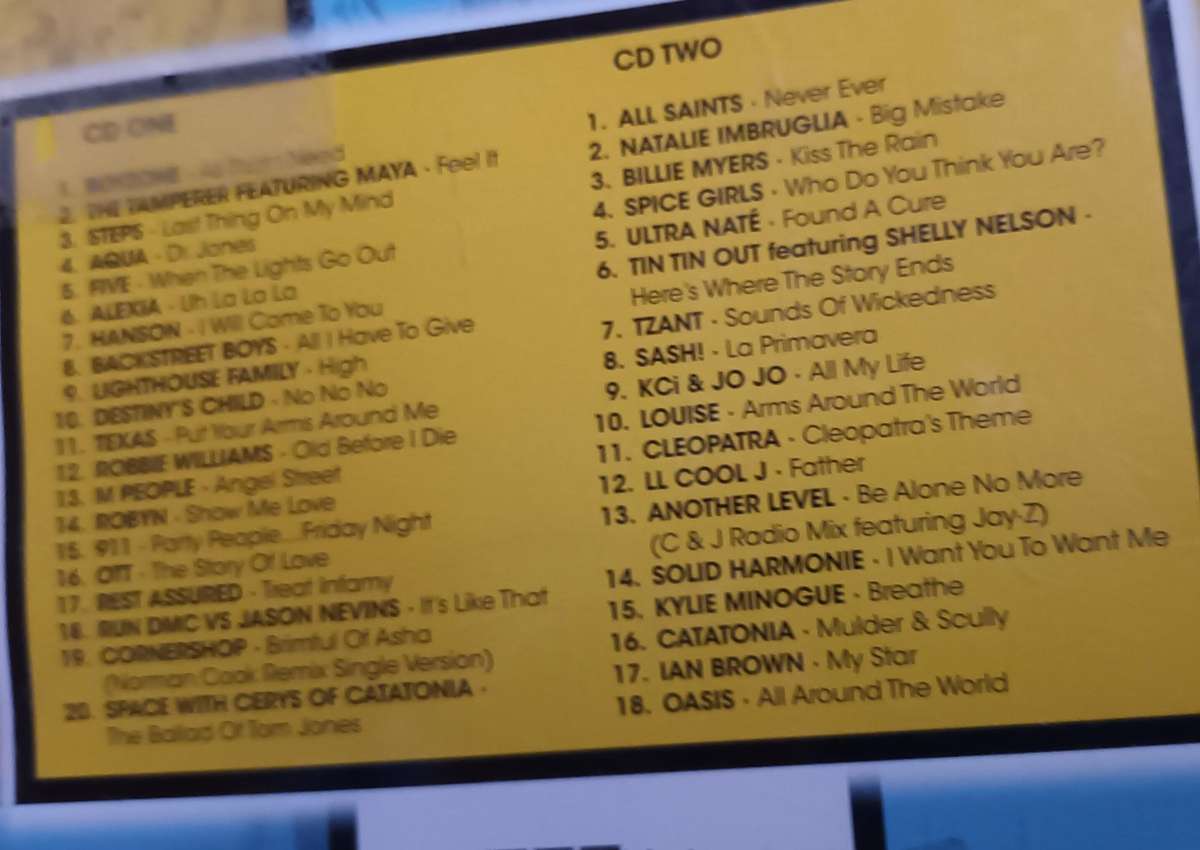 CD ONE
1. BOYZONE · All That I Need
2. THE TAMPERER FEATURING MAYA · Feel It
3. STEPS · Last Thing On My Mind
4. AQUA · Dr. Jones
5. FIVE · When The Lights Go Out
6. ALEXIA · Uh La La La
7. HANSON · I Will Come To You
8. BACKSTREET BOYS · All I Have To Give
9. LIGHTHOUSE FAMILY · High
10. DESTINY'S CHILD · No No No
11. TEXAS · Put Your Arms Around Me
12. ROBBIE WILLIAMS · Old Before I Die
13. M PEOPLE · Angel Street
14. ROBYN · Show Me Love
15. 911 · Party People...Friday Night
16. OTT · The Story Of Love
17. REST ASSURED · Treat Infamy
18. RUN DMC VS JASON NEVINS · It's Like That
19. CORNERSHOP · Brimful Of Asha
(Norman Cook Remix Single Version)
20. SPACE WITH CERYS OF CATATONIA ·
The Ballad Of Tom Jones
CD TWO
1. ALL SAINTS · Never Ever
2. NATALIE IMBRUGLIA · Big Mistake
3. BILLIE MYERS · Kiss The Rain
4. SPICE GIRLS · Who Do You Think You Are?
5. ULTRA NATÉ · Found A Cure
6. TIN TIN OUT featuring SHELLY NELSON ·
Here's Where The Story Ends
7. TZANT · Sounds Of Wickedness
8. SASH! · La Primavera
9. KCi & JO JO · All My Life
10. LOUISE · Arms Around The World
11. CLEOPATRA · Cleopatra's Theme
12. LL COOL J · Father
13. ANOTHER LEVEL · Be Alone No More
(C & J Radio Mix featuring Jay-Z)
14. SOLID HARMONIE · I Want You To Want Me
15. KYLIE MINOGUE · Breathe
16. CATATONIA · Mulder & Scully
17. IAN BROWN · My Star
18. OASIS · All Around The World